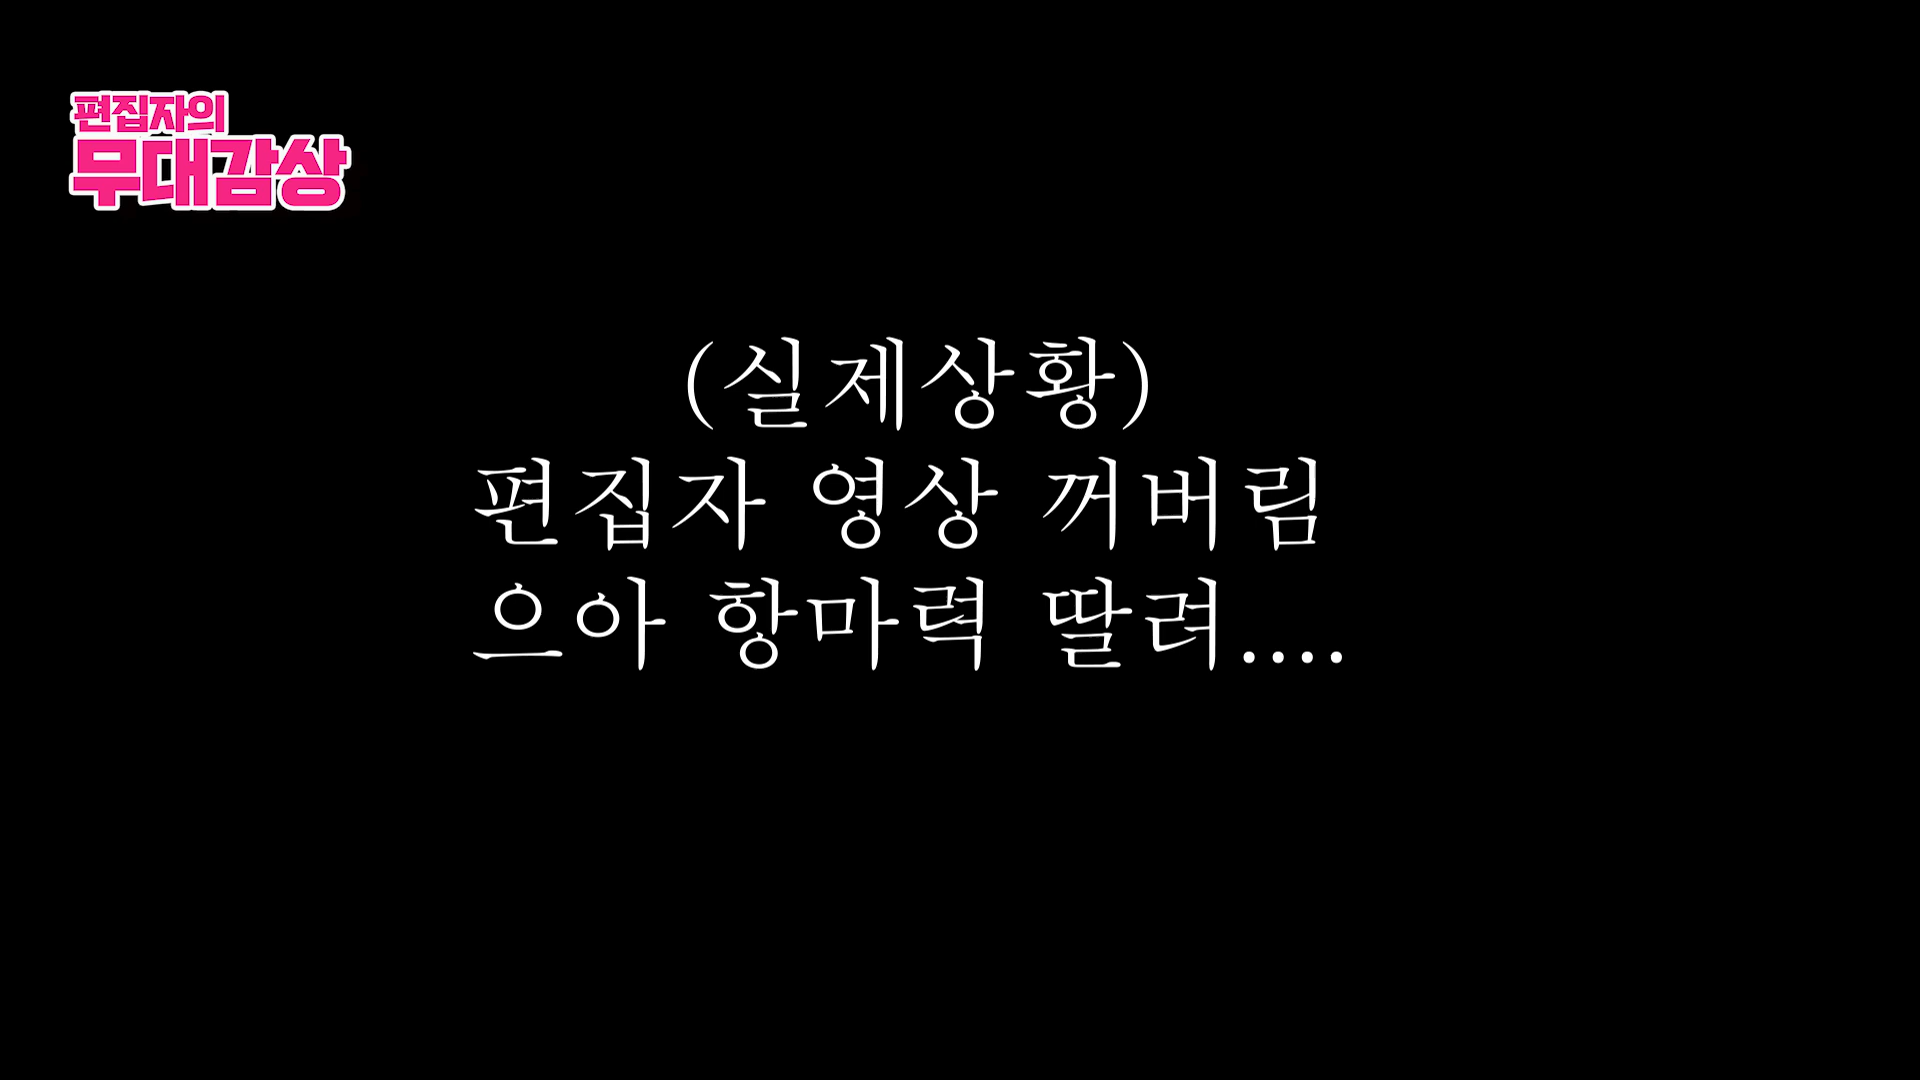 편집자의
무대감상
(실제상황)
편집자 영상 꺼버림
으아 항마력 딸려....